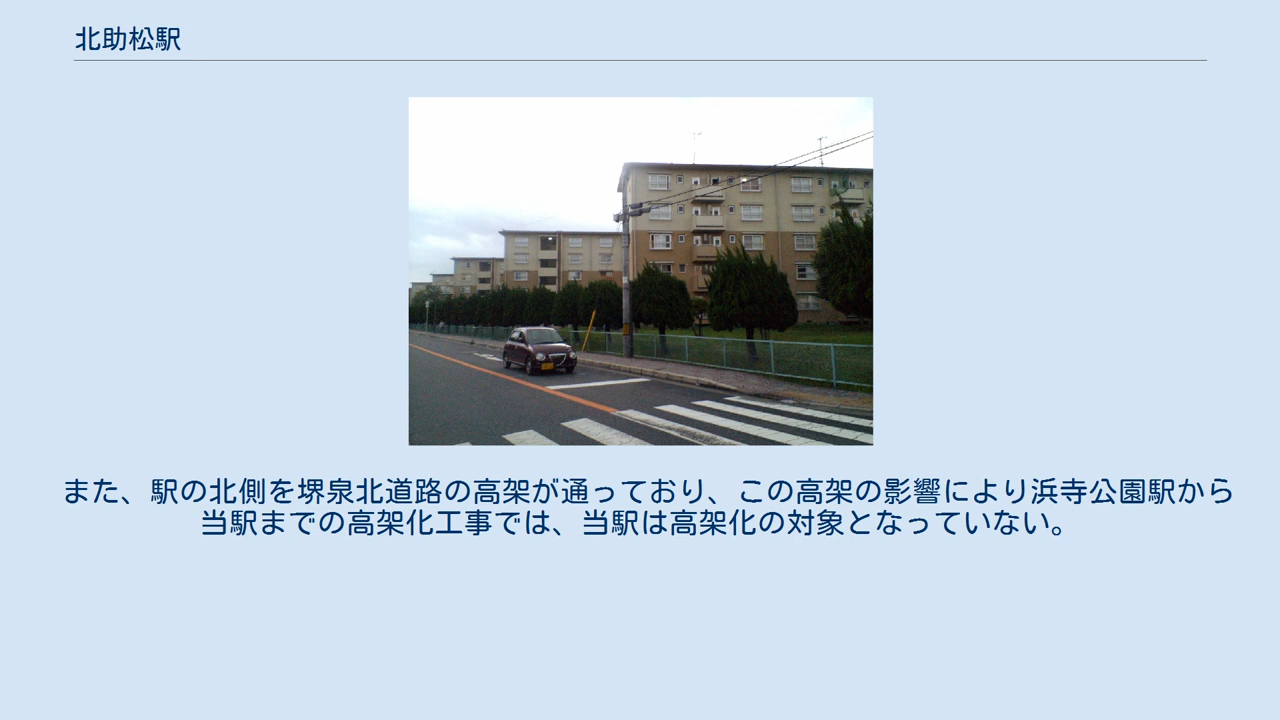 北助松駅
また、駅の北側を堺泉北道路の高架が通っており、この高架の影響により浜寺公園駅から
当駅までの高架化工事では、当駅は高架化の対象となっていない。